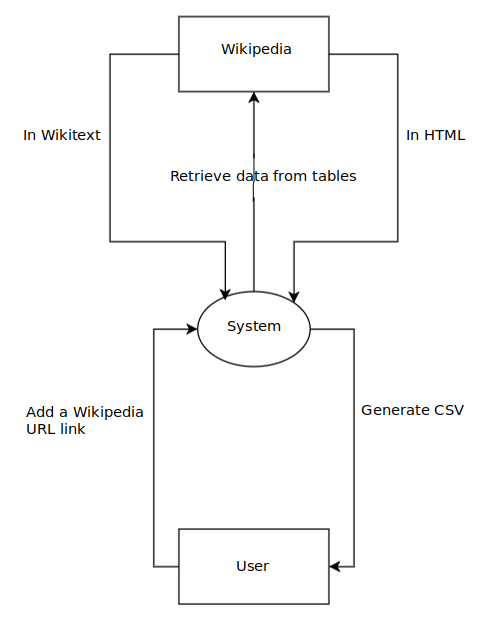 Wikipedia
In Wikitext
In HTML
Retrieve data from tables
System
Add a Wikipedia
URL link
Generate CSV
User